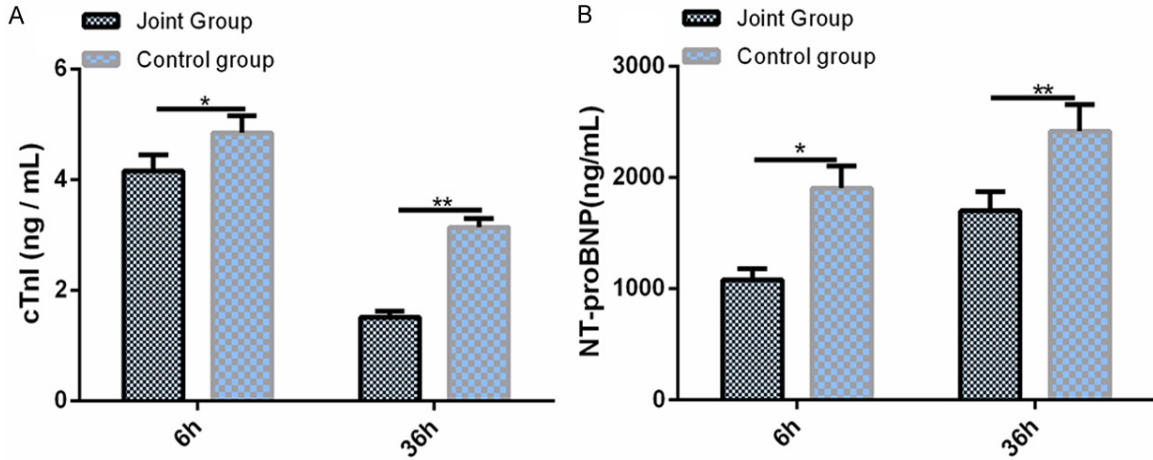 A
Joint Group
Control group
cTnI (ng / mL)
6
4
2
0
*
**
6h
36h
B
Joint Group
Control group
NT-proBNP(ng/mL)
3000
2000
1000
0
*
**
6h
36h